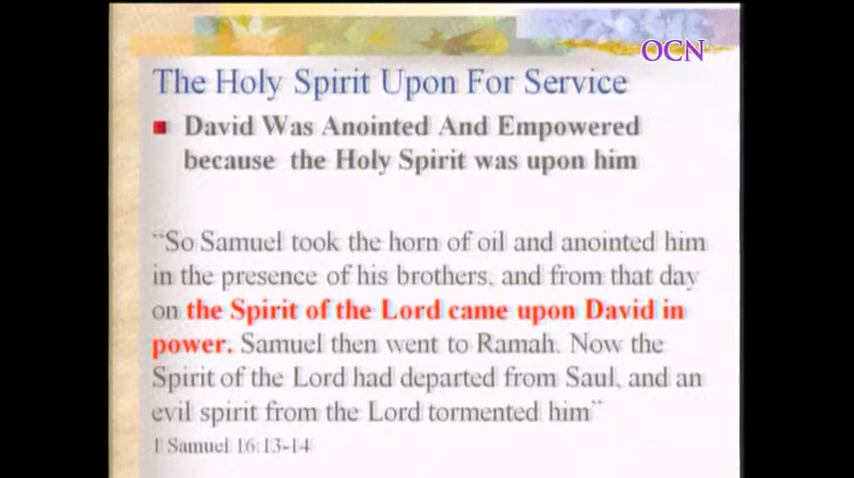 OCN
The Holy Spirit Upon For Service
David Was Anointed And Empowered
because the Holy Spirit was upon him
“So Samuel took the horn of oil and anointed him
in the presence of his brothers, and from that day
on the Spirit of the Lord came upon David in
power. Samuel then went to Ramah. Now the
Spirit of the Lord had departed from Saul, and an
evil spirit from the Lord tormented him”
1 Samuel 16:13-14